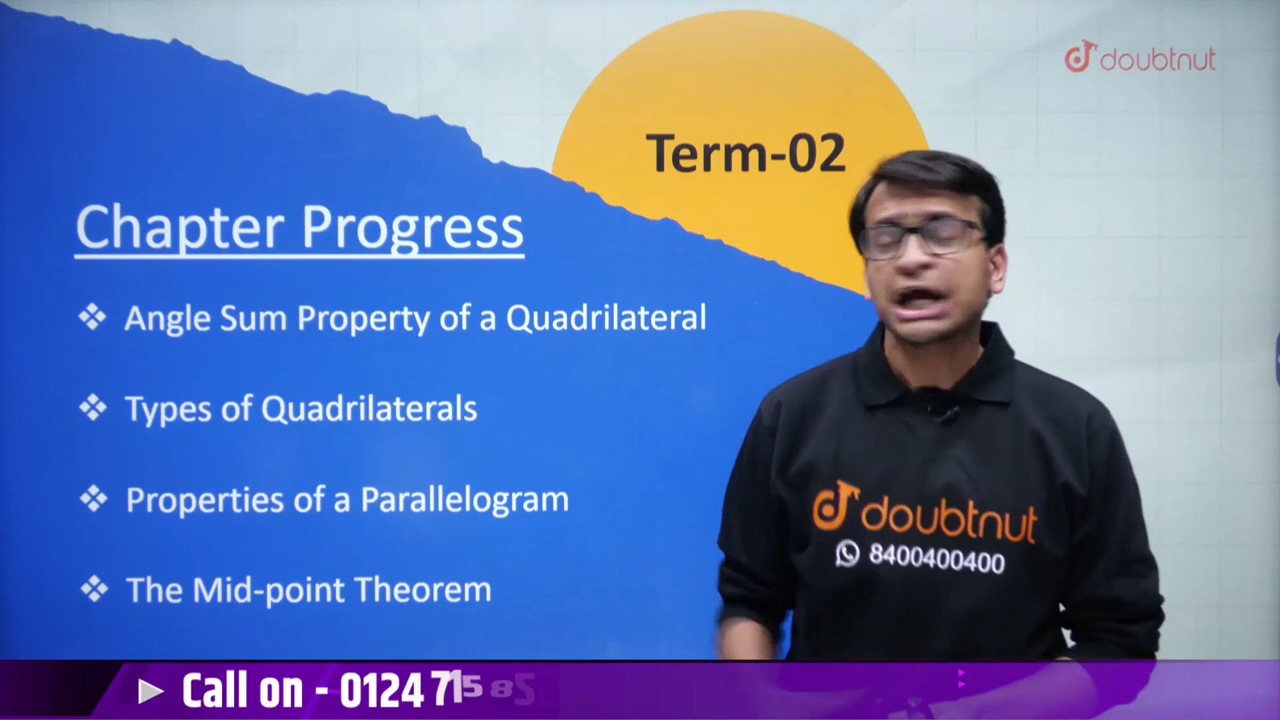 doubtnut
Term-02
Chapter Progress
❖ Angle Sum Property of a Quadrilateral
❖ Types of Quadrilaterals
❖ Properties of a Parallelogram
❖ The Mid-point Theorem
doubtnut
8400400400
Call on - 0124